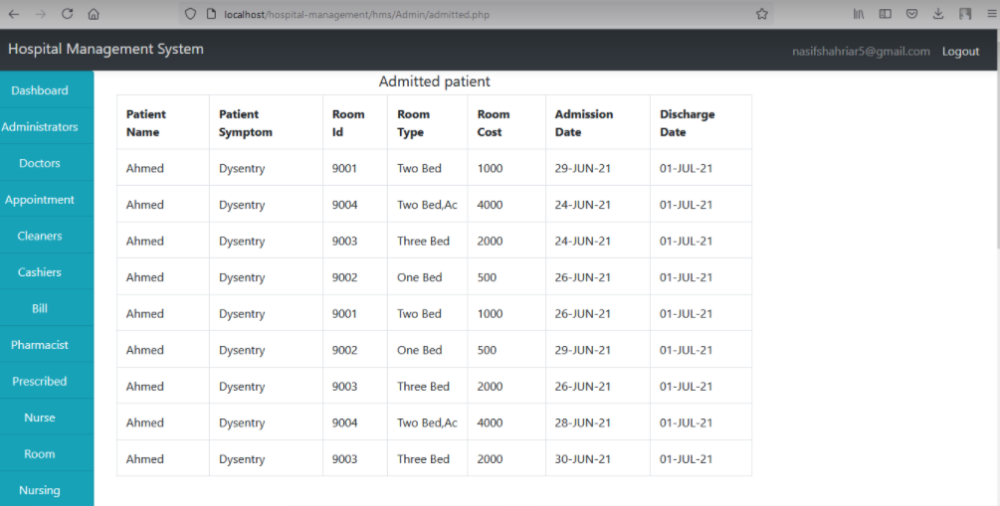 localhost/hospital-management/hms/Admin/admitted.php
Hospital Management System
nasifshahriar5@gmail.com Logout
Dashboard
Administrators
Doctors
Appointment
Cleaners
Cashiers
Bill
Pharmacist
Prescribed
Nurse
Room
Nursing
Admitted patient
Patient Name Patient Symptom Room Id Room Type Room Cost Admission Date Discharge Date
Ahmed Dysentry 9001 Two Bed 1000 29-JUN-21 01-JUL-21
Ahmed Dysentry 9004 Two Bed,Ac 4000 24-JUN-21 01-JUL-21
Ahmed Dysentry 9003 Three Bed 2000 24-JUN-21 01-JUL-21
Ahmed Dysentry 9002 One Bed 500 26-JUN-21 01-JUL-21
Ahmed Dysentry 9001 Two Bed 1000 26-JUN-21 01-JUL-21
Ahmed Dysentry 9002 One Bed 500 29-JUN-21 01-JUL-21
Ahmed Dysentry 9003 Three Bed 2000 26-JUN-21 01-JUL-21
Ahmed Dysentry 9004 Two Bed,Ac 4000 28-JUN-21 01-JUL-21
Ahmed Dysentry 9003 Three Bed 2000 30-JUN-21 01-JUL-21